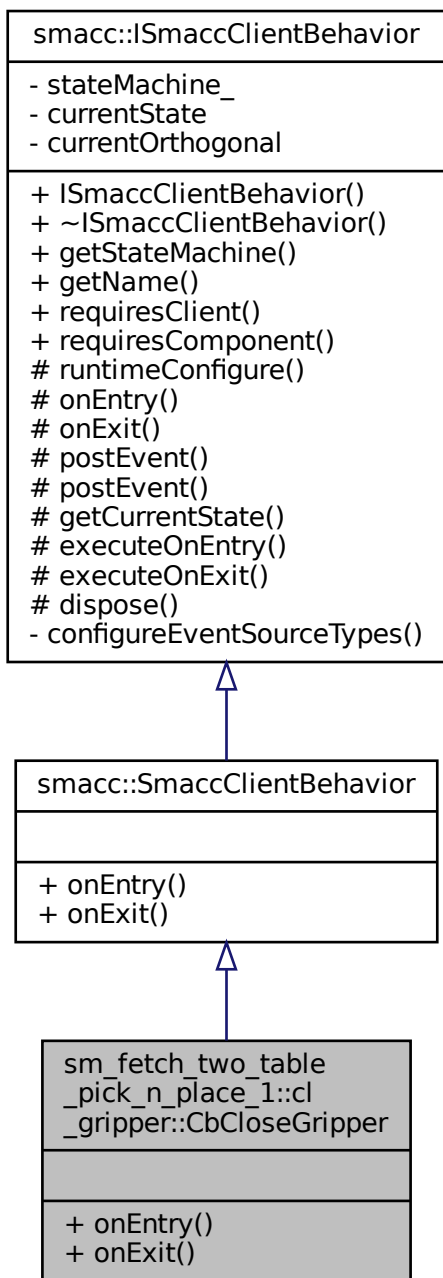 smacc::ISmaccClientBehavior
- stateMachine_
- currentState
- currentOrthogonal
+ ISmaccClientBehavior()
+ ~ISmaccClientBehavior()
+ getStateMachine()
+ getName()
+ requiresClient()
+ requiresComponent()
# runtimeConfigure()
# onEntry()
# onExit()
# postEvent()
# postEvent()
# getCurrentState()
# executeOnEntry()
# executeOnExit()
# dispose()
- configureEventSourceTypes()
smacc::SmaccClientBehavior
+ onEntry()
+ onExit()
sm_fetch_two_table
_pick_n_place_1::cl
_gripper::CbCloseGripper
+ onEntry()
+ onExit()